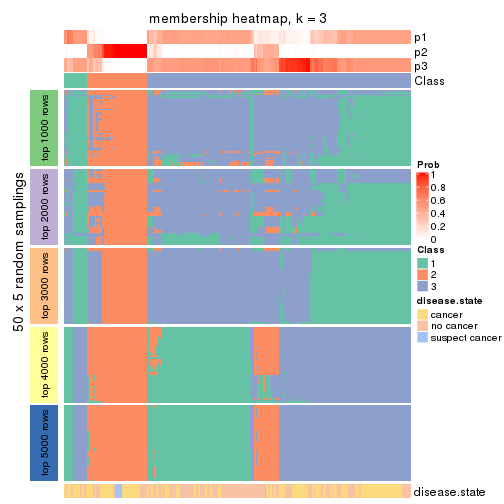 membership heatmap, k = 3
p1
p2
p3
Class
50 x 5 random samplings
top 1000 rows
top 2000 rows
top 3000 rows
top 4000 rows
top 5000 rows
Prob
1
0.8
0.6
0.4
0.2
0
Class
1
2
3
disease.state
cancer
no cancer
suspect cancer
disease.state